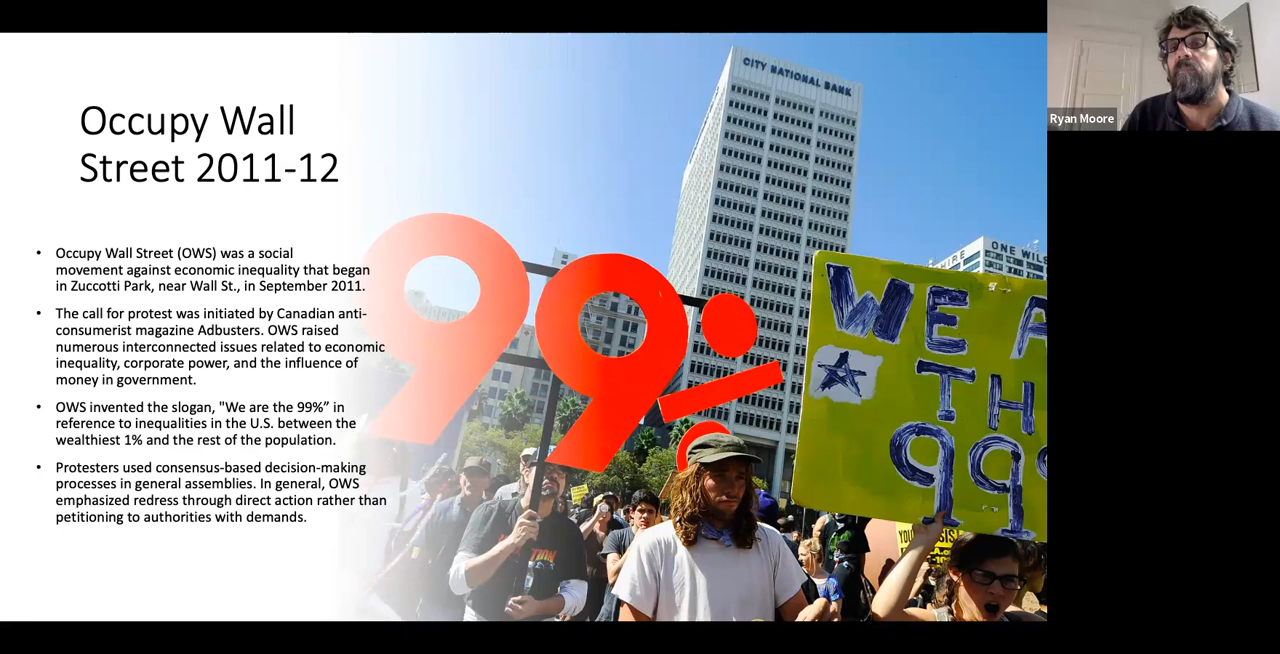 Occupy Wall
Street 2011-12
• Occupy Wall Street (OWS) was a social
movement against economic inequality that began
in Zuccotti Park, near Wall St., in September 2011.
• The call for protest was initiated by Canadian anti-
consumerist magazine Adbusters. OWS raised
numerous interconnected issues related to economic
inequality, corporate power, and the influence of
money in government.
• OWS invented the slogan, "We are the 99%” in
reference to inequalities in the U.S. between the
wealthiest 1% and the rest of the population.
• Protesters used consensus-based decision-making
processes in general assemblies. In general, OWS
emphasized redress through direct action rather than
petitioning to authorities with demands.
CITY NATIONAL BANK
99%
ONE WILS
WE A
TH
99
Ryan Moore